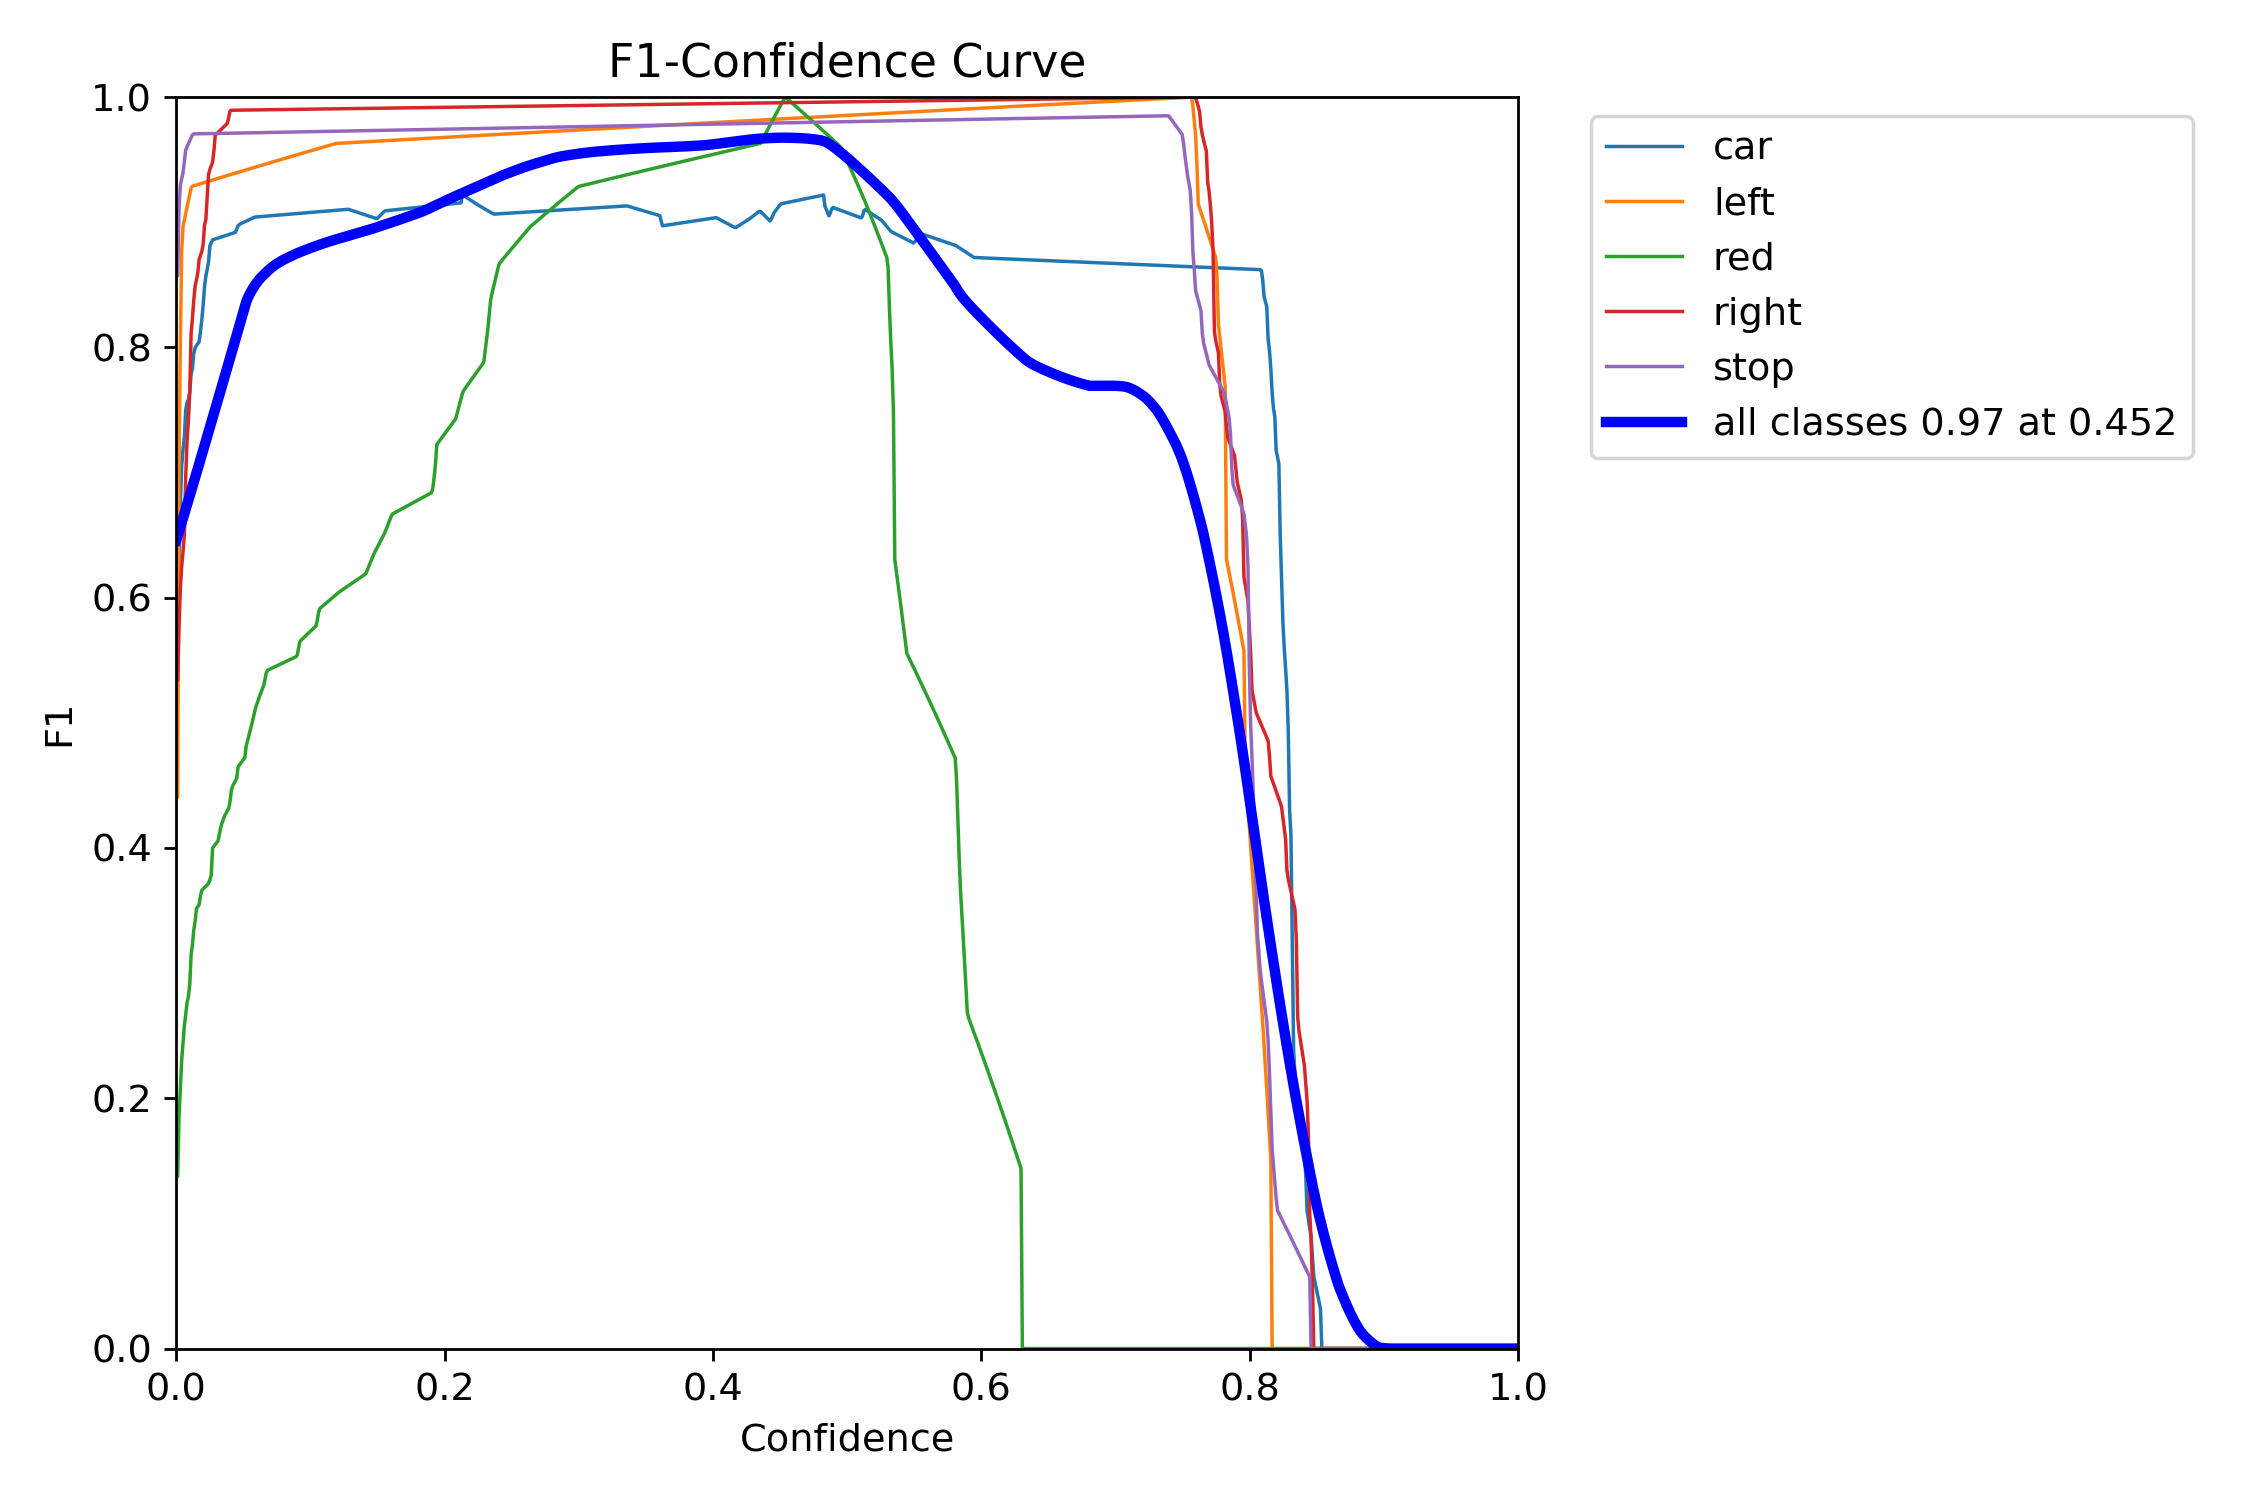 F1-Confidence Curve
1.0
0.8
0.6
0.4
0.2
0.0
F1
0.0 0.2 0.4 0.6 0.8 1.0
Confidence
car
left
red
right
stop
all classes 0.97 at 0.452